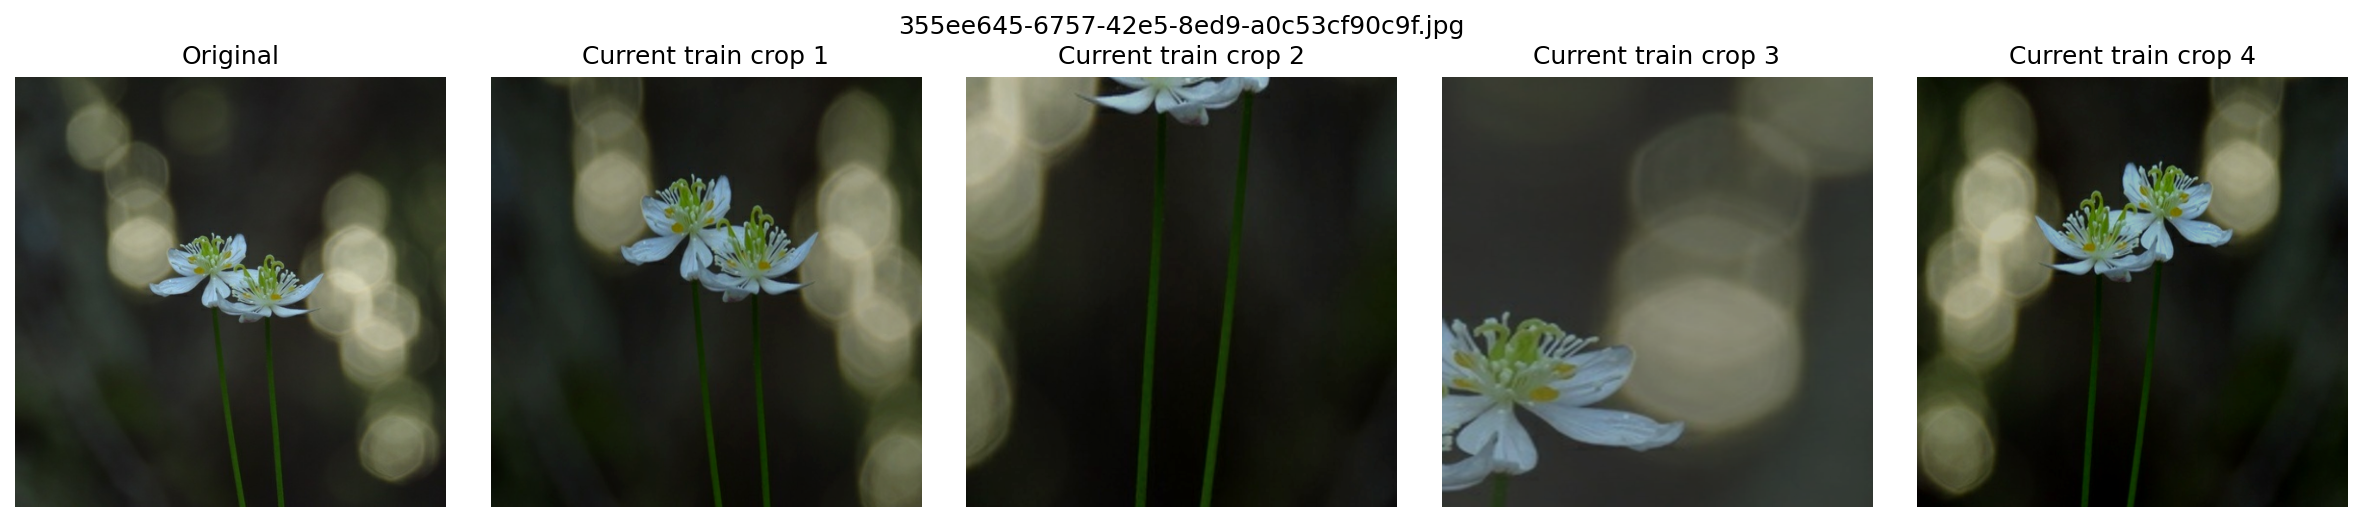 355ee645-6757-42e5-8ed9-a0c53cf90c9f.jpg
Original
Current train crop 1
Current train crop 2
Current train crop 3
Current train crop 4